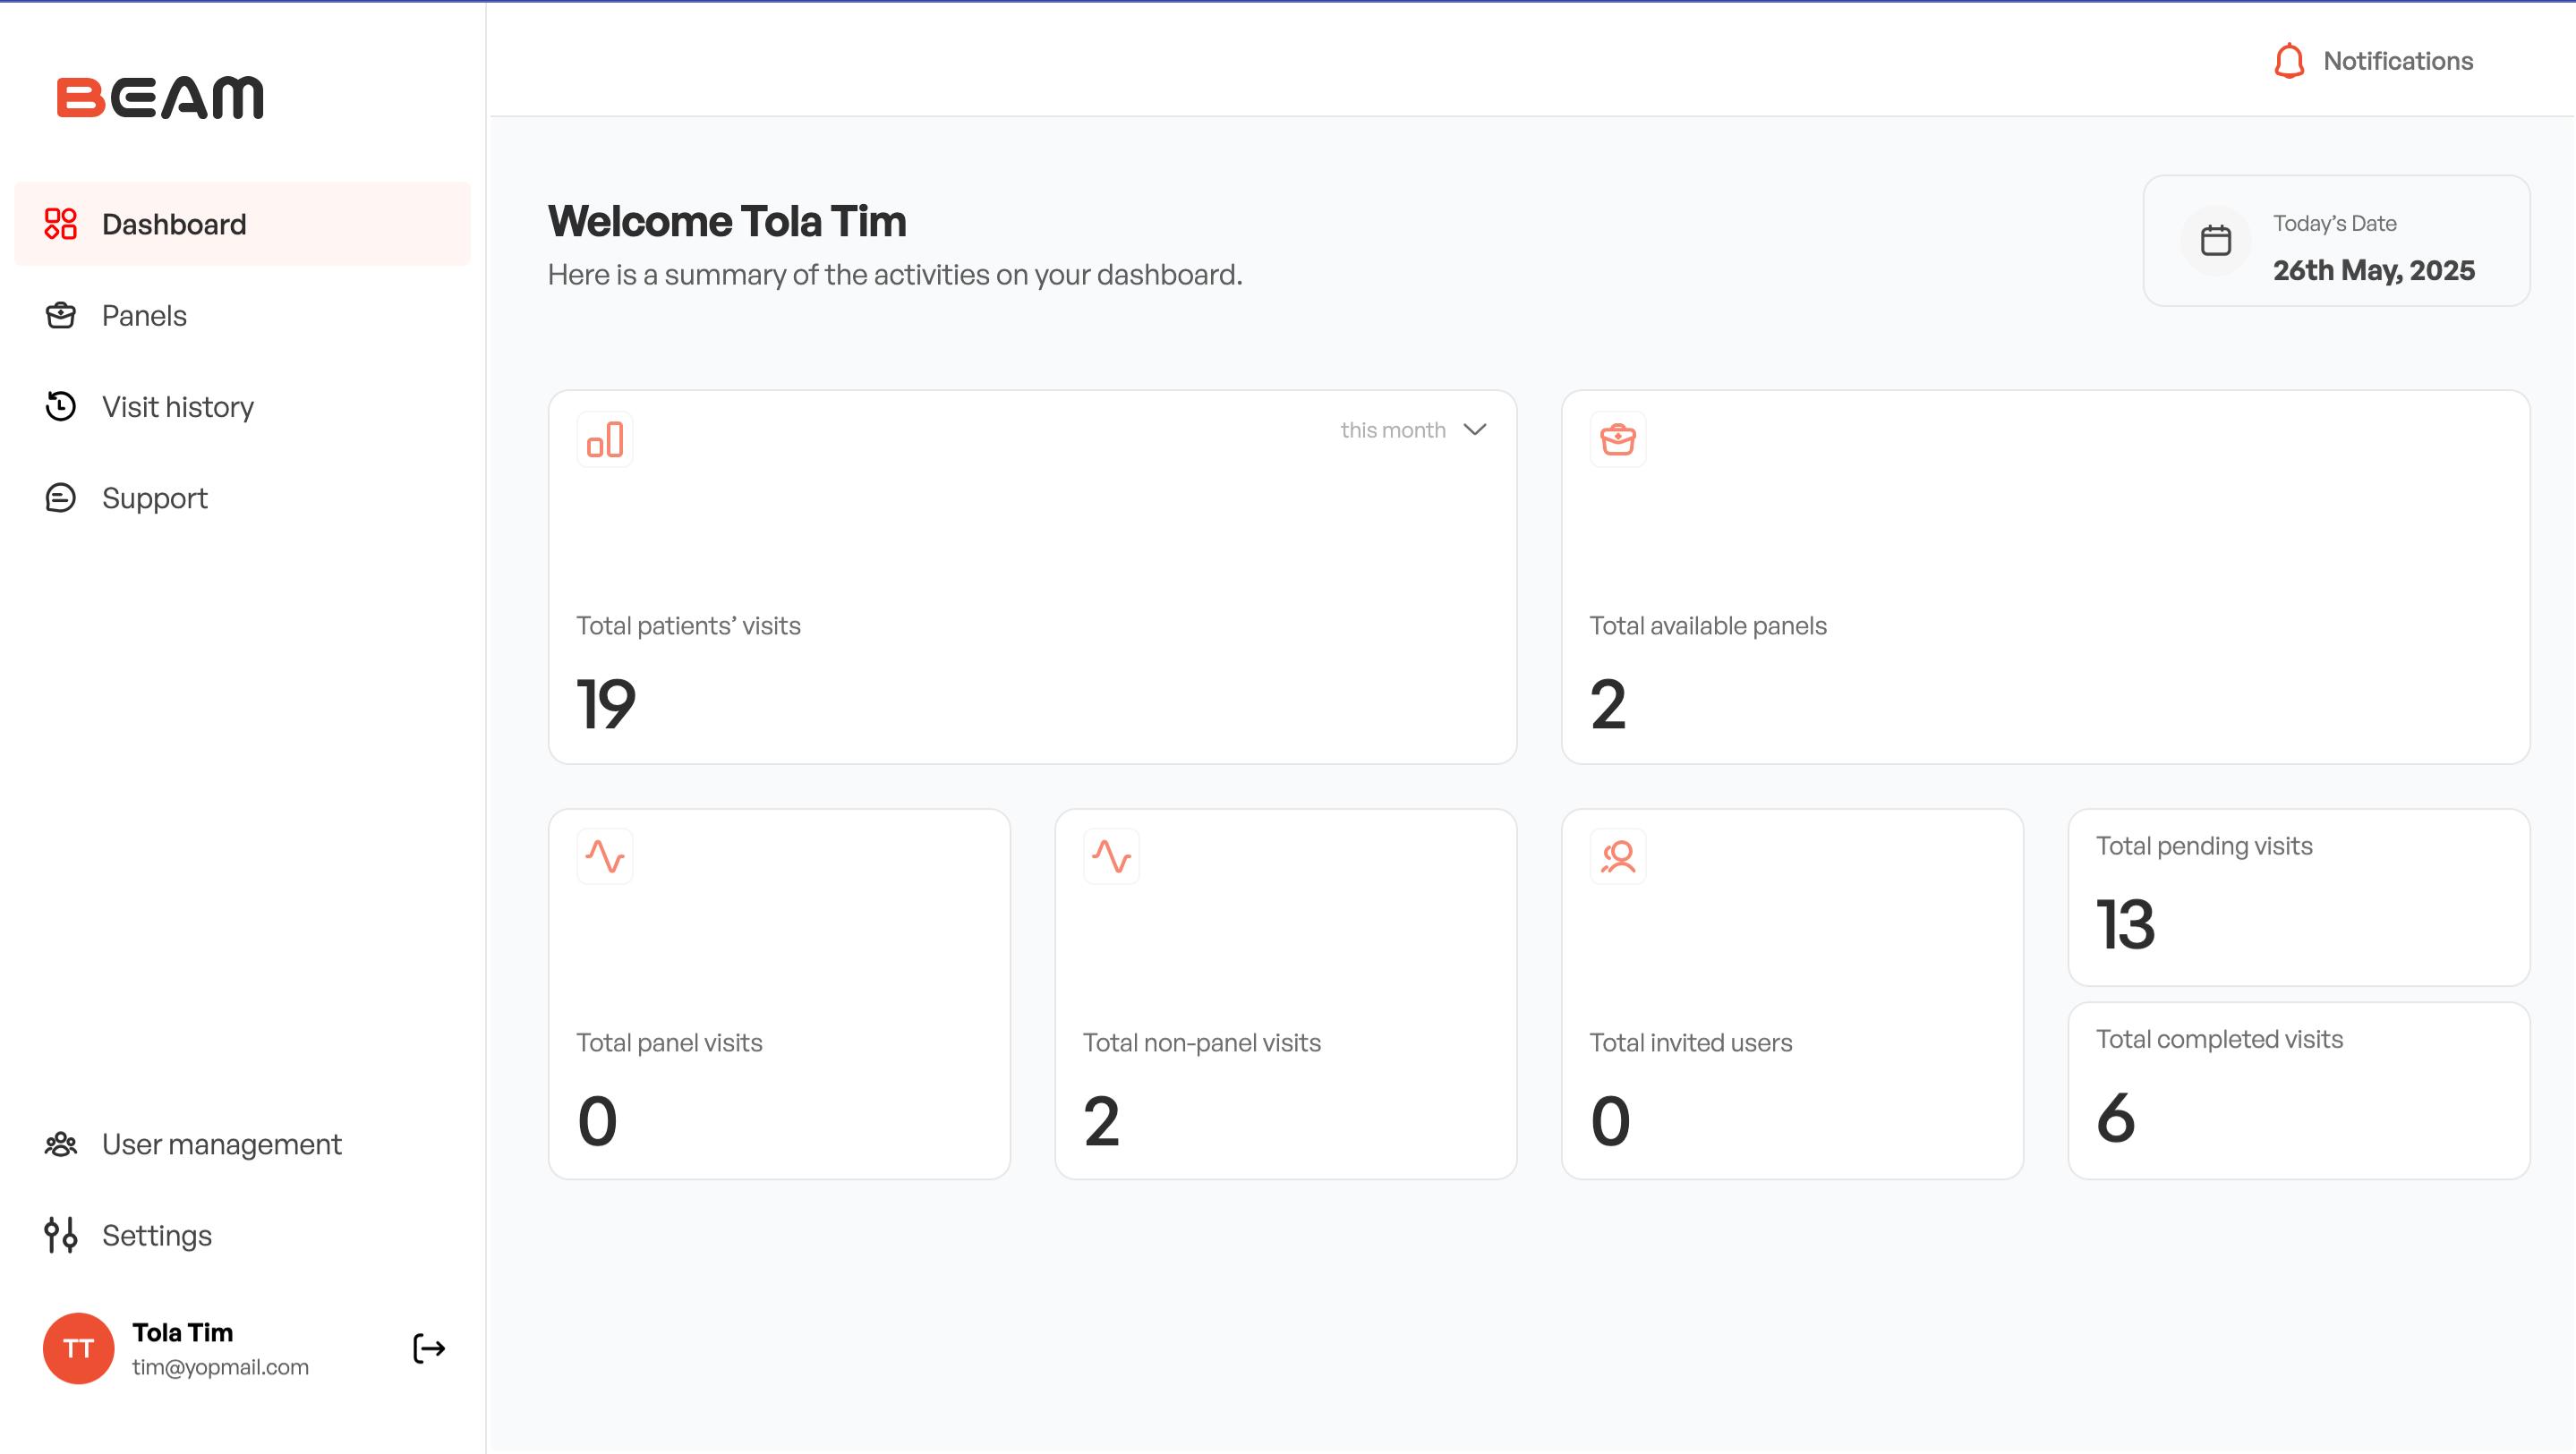 BEAM
Dashboard
Panels
Visit history
Support
User management
Settings
TT
Tola Tim
tim@yopmail.com
Notifications
Welcome Tola Tim
Here is a summary of the activities on your dashboard.
Today’s Date
26th May, 2025
this month
Total patients’ visits
19
Total available panels
2
Total panel visits
0
Total non-panel visits
2
Total invited users
0
Total pending visits
13
Total completed visits
6